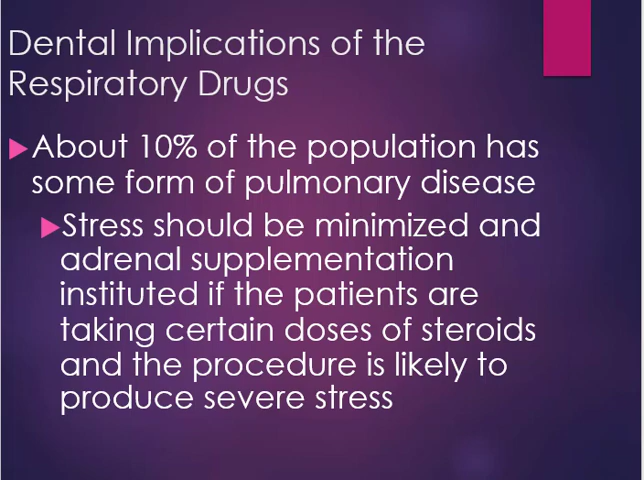 Dental Implications of the
Respiratory Drugs
About 10% of the population has
some form of pulmonary disease
Stress should be minimized and
adrenal supplementation
instituted if the patients are
taking certain doses of steroids
and the procedure is likely to
produce severe stress